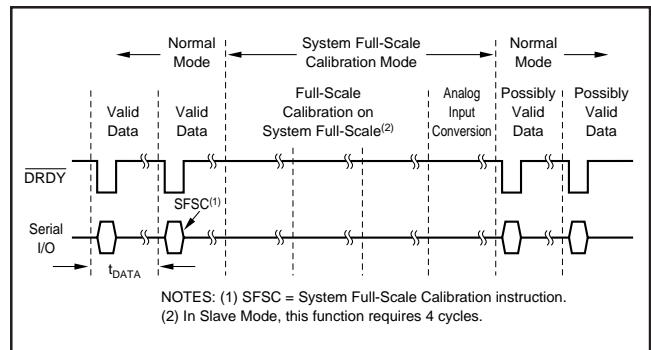 Normal
Mode
System Full-Scale
Calibration Mode
Normal
Mode
Valid
Data
Valid
Data
Full-Scale
Calibration on
System Full-Scale(2)
Analog
Input
Conversion
Possibly
Valid
Data
Possibly
Valid
Data
DRDY
SFSC(1)
Serial
I/O
tDATA
NOTES: (1) SFSC = System Full-Scale Calibration instruction.
(2) In Slave Mode, this function requires 4 cycles.